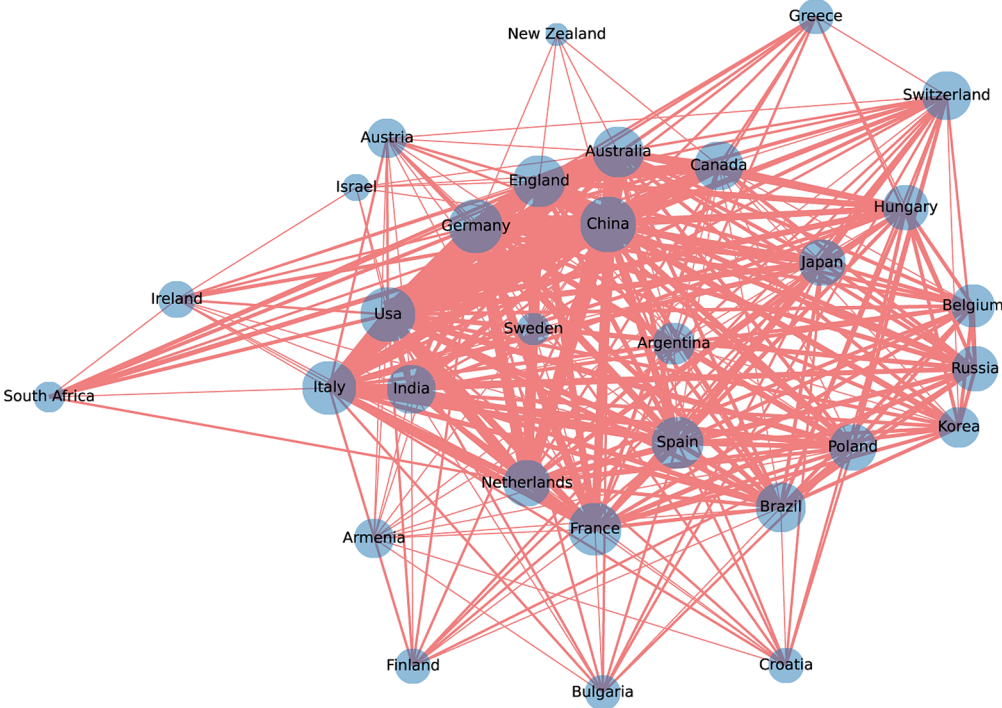 Greece
New Zealand
Switzerland
Austria
Australia
Canada
England
Israel
Hungary
Germany
China
Japan
Ireland
Belgium
Usa
Sweden
Argentina
Russia
Italy
India
South Africa
Korea
Spain
Poland
Netherlands
Brazil
France
Armenia
Finland
Croatia
Bulgaria